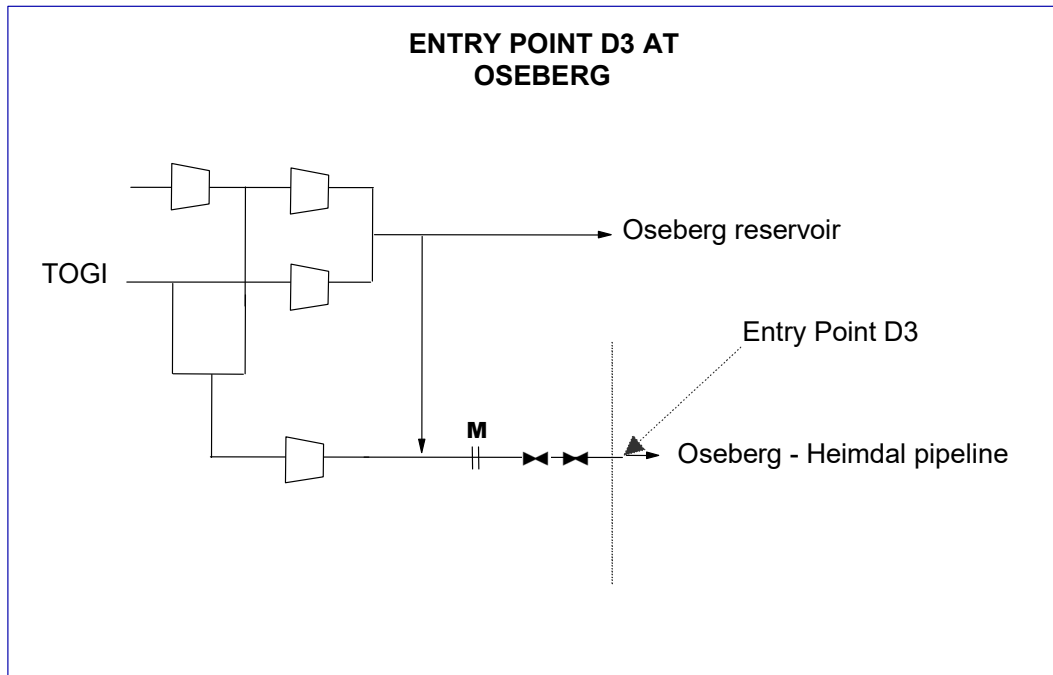 ENTRY POINT D3 AT
OSEBERG
Oseberg reservoir
TOGI
Entry Point D3
M
Oseberg - Heimdal pipeline